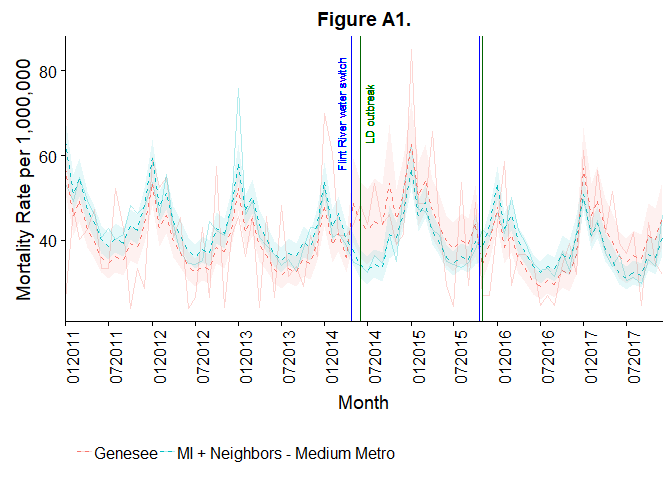 Figure A1.
Mortality Rate per 1,000,000
80
60
40
Flint River water switch
LD outbreak
012011
072011
012012
072012
012013
072013
012014
072014
012015
072015
012016
072016
012017
072017
Month
Genesee MI + Neighbors - Medium Metro